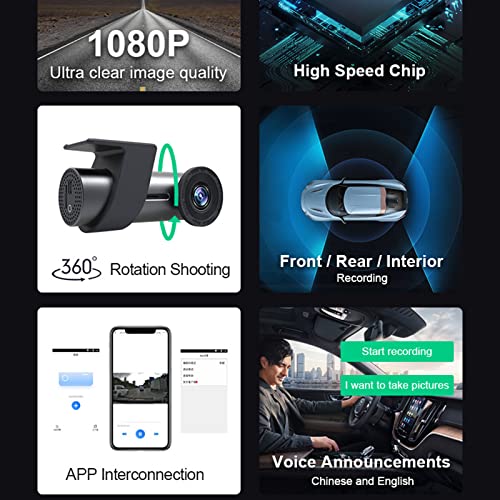 1080P
Ultra clear image quality
High Speed Chip
360°
Rotation Shooting
Front / Rear / Interior
Recording
APP Interconnection
Start recording
I want to take pictures
Voice Announcements
Chinese and English